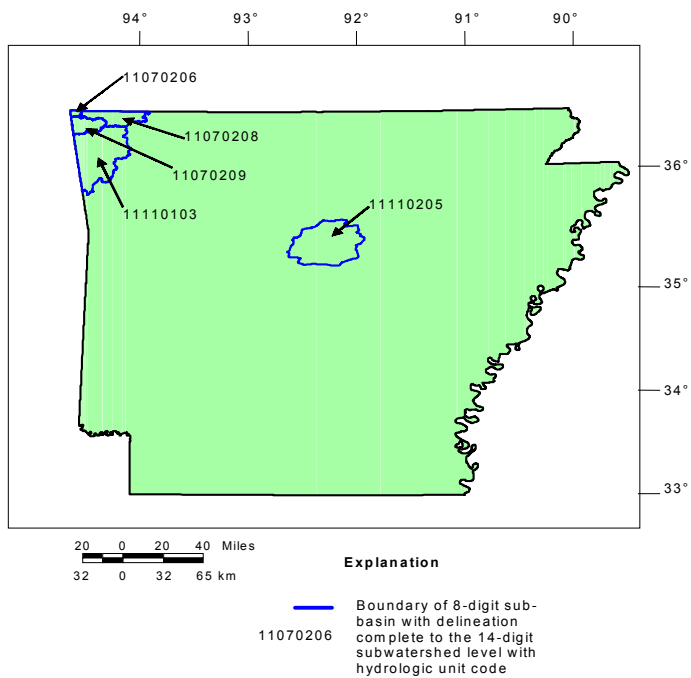 94° 93° 92° 91° 90°
11070206
11070208
36°
11070209
11110205
11110103
35°
34°
33°
20 0 20 40 Miles
32 0 32 65 km
Explanation
Boundary of 8-digit sub-
basin with delineation
11070206 complete to the 14-digit
subwatershed level with
hydrologic unit code